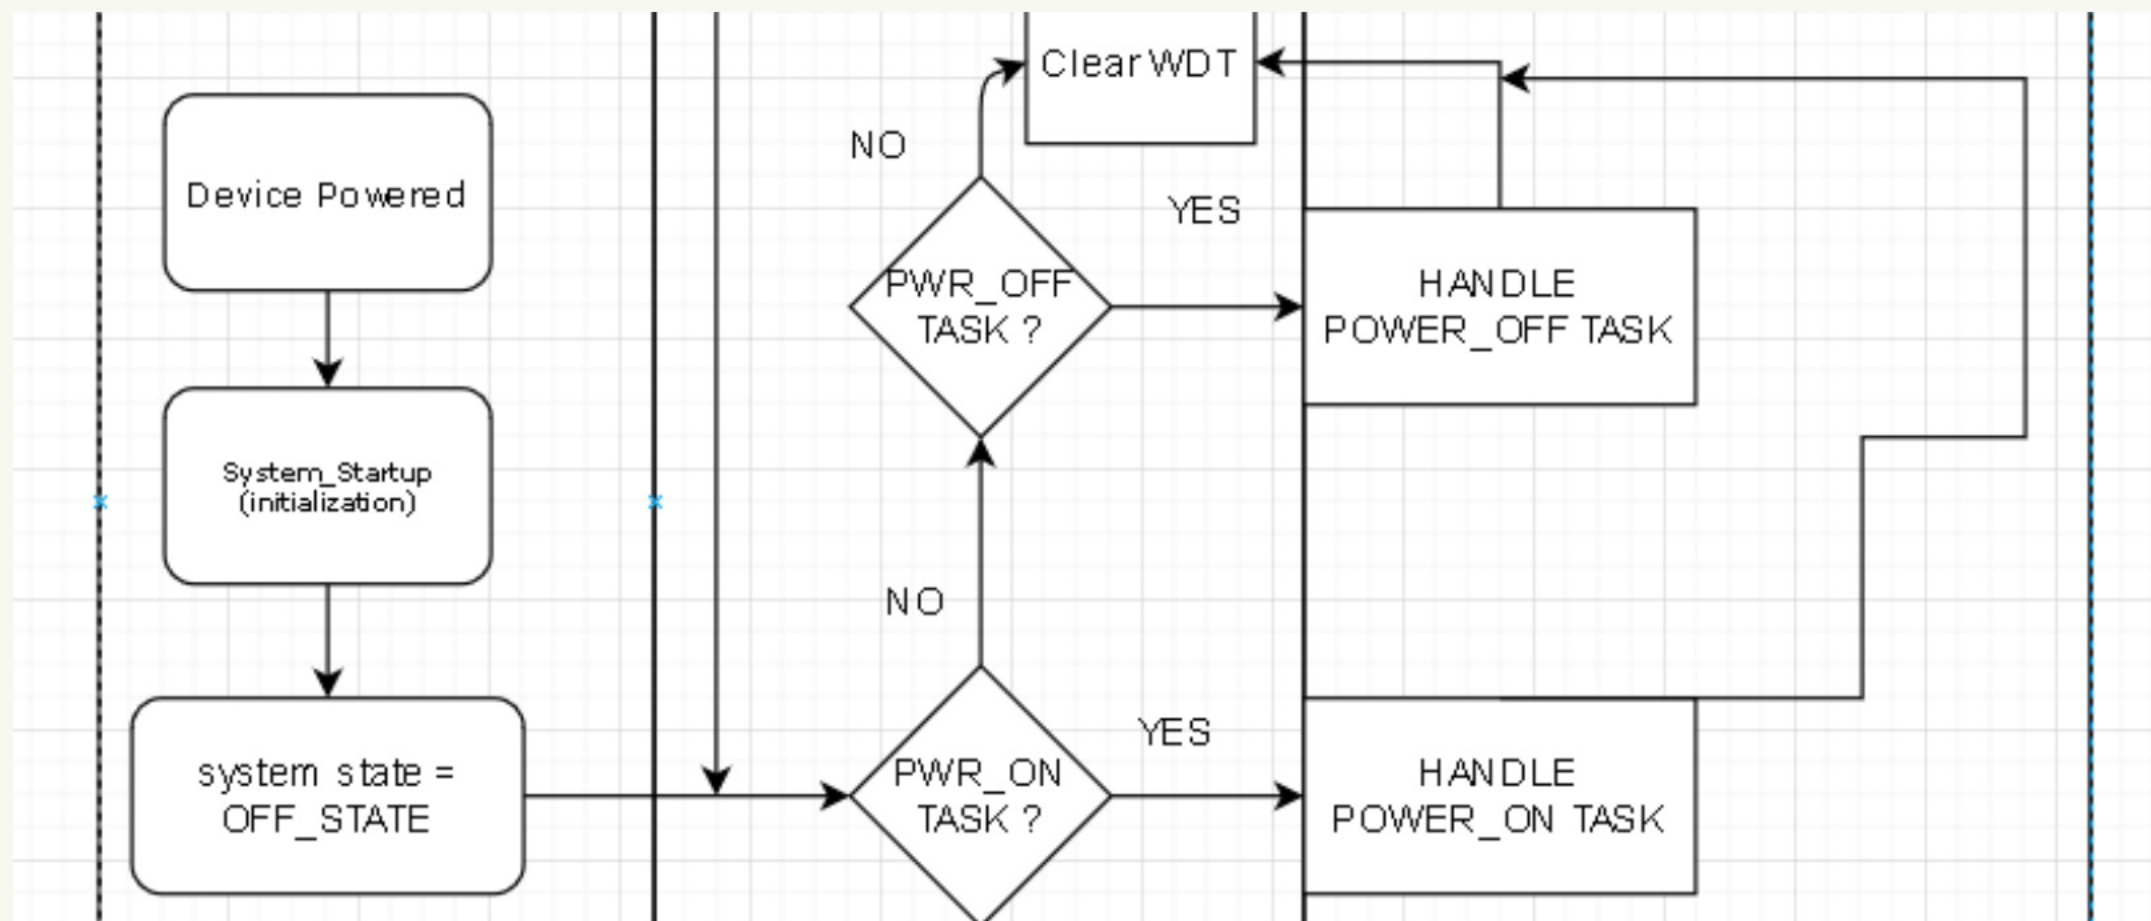 Clear WDT
NO
Device Powered
YES
PWR_OFF
TASK ?
HANDLE
POWER_OFF TASK
System_Startup
(initialization)
NO
YES
system state =
OFF_STATE
PWR_ON
TASK ?
HANDLE
POWER_ON TASK